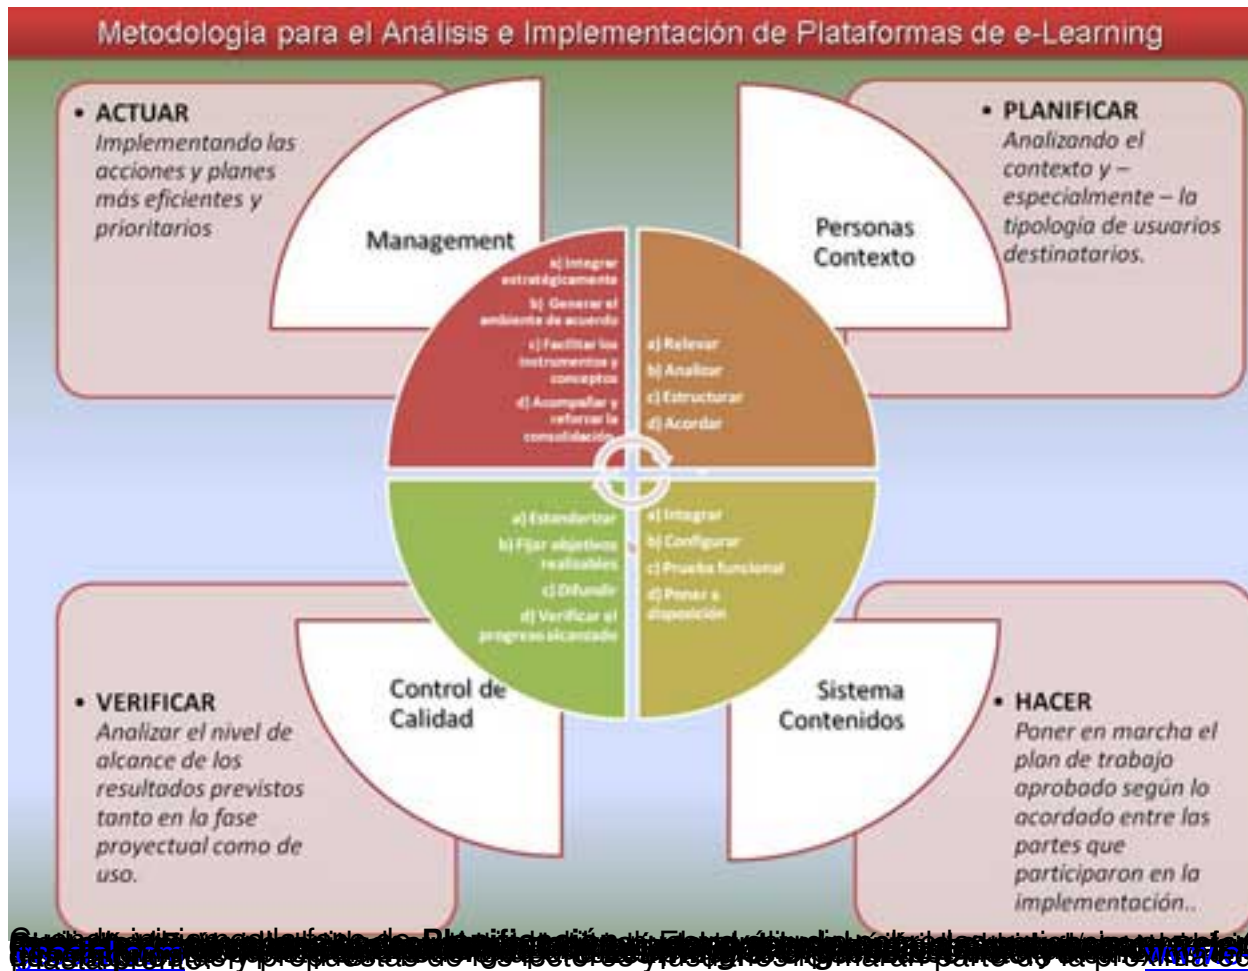 Metodología para el Análisis e Implementación de Plataformas de e-Learning
• ACTUAR
Implementando las
acciones y planes
más eficientes y
prioritarios
Management
Personas
Contexto
• PLANIFICAR
Analizando el
contexto y –
especialmente – la
tipología de usuarios
destinatarios.
a) Integrar
estratégicamente
b) Generar el
ambiente de acuerdo
c) Facilitar los
instrumentos y
conceptos
d) Acompañar y
reforzar la
consolidación
a) Relevar
b) Analizar
c) Estructurar
d) Acordar
a) Estanderizar
b) Fijar objetivos
realizables
c) Difundir
d) Verificar el
progreso alcanzado
a) Integrar
b) Configurar
c) Prueba funcional
d) Poner a
disposición
• VERIFICAR
Analizar el nivel de
alcance de los
resultados previstos
tanto en la fase
proyectual como de
uso.
Control de
Calidad
Sistema
Contenidos
• HACER
Poner en marcha el
plan de trabajo
aprobado según lo
acordado entre las
partes que
participaron en la
implementación..